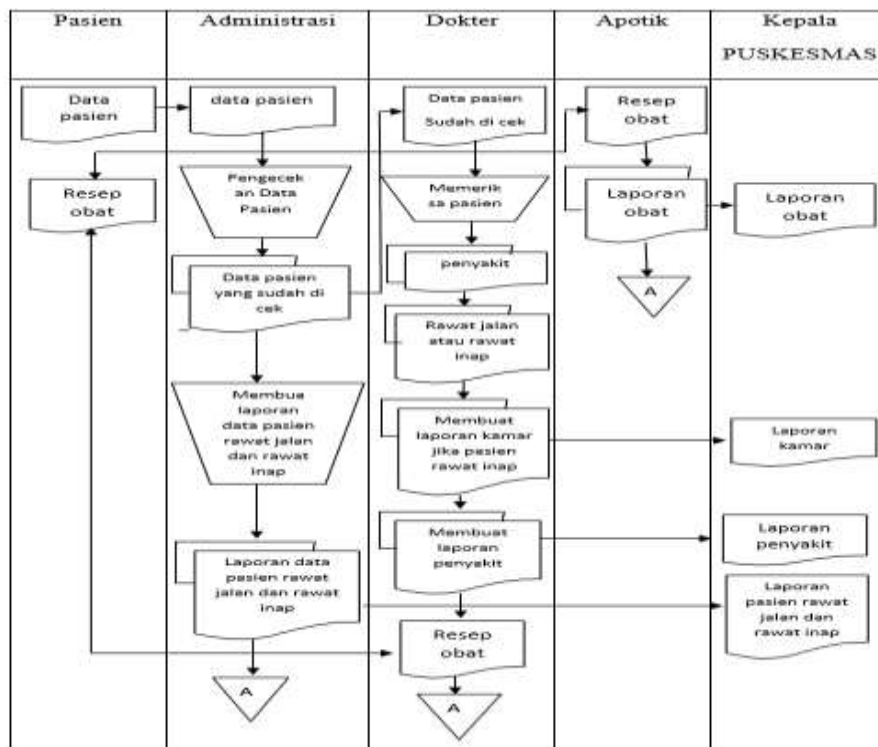 Pasien
Administrasi
Dokter
Apotik
Kepala
PUSKESMAS
Data
pasien
Resep
obat
data pasien
Pengecek
an Data
Pasien
Data pasien
yang sudah di
cek
Membua
laporan
data pasien
rawat jalan
dan rawat
inap
Laporan data
pasien rawat
jalan dan rawat
inap
A
Data pasien
Sudah di cek
Memerik
sa pasien
penyakit
Rawat jalan
atau rawat
inap
Membuat
laporan kamar
jika pasien
rawat inap
Membuat
laporan
penyakit
Resep
obat
A
Resep
obat
Laporan
obat
A
Laporan
obat
Laporan
kamar
Laporan
penyakit
Laporan
pasien rawat
jalan dan
rawat inap